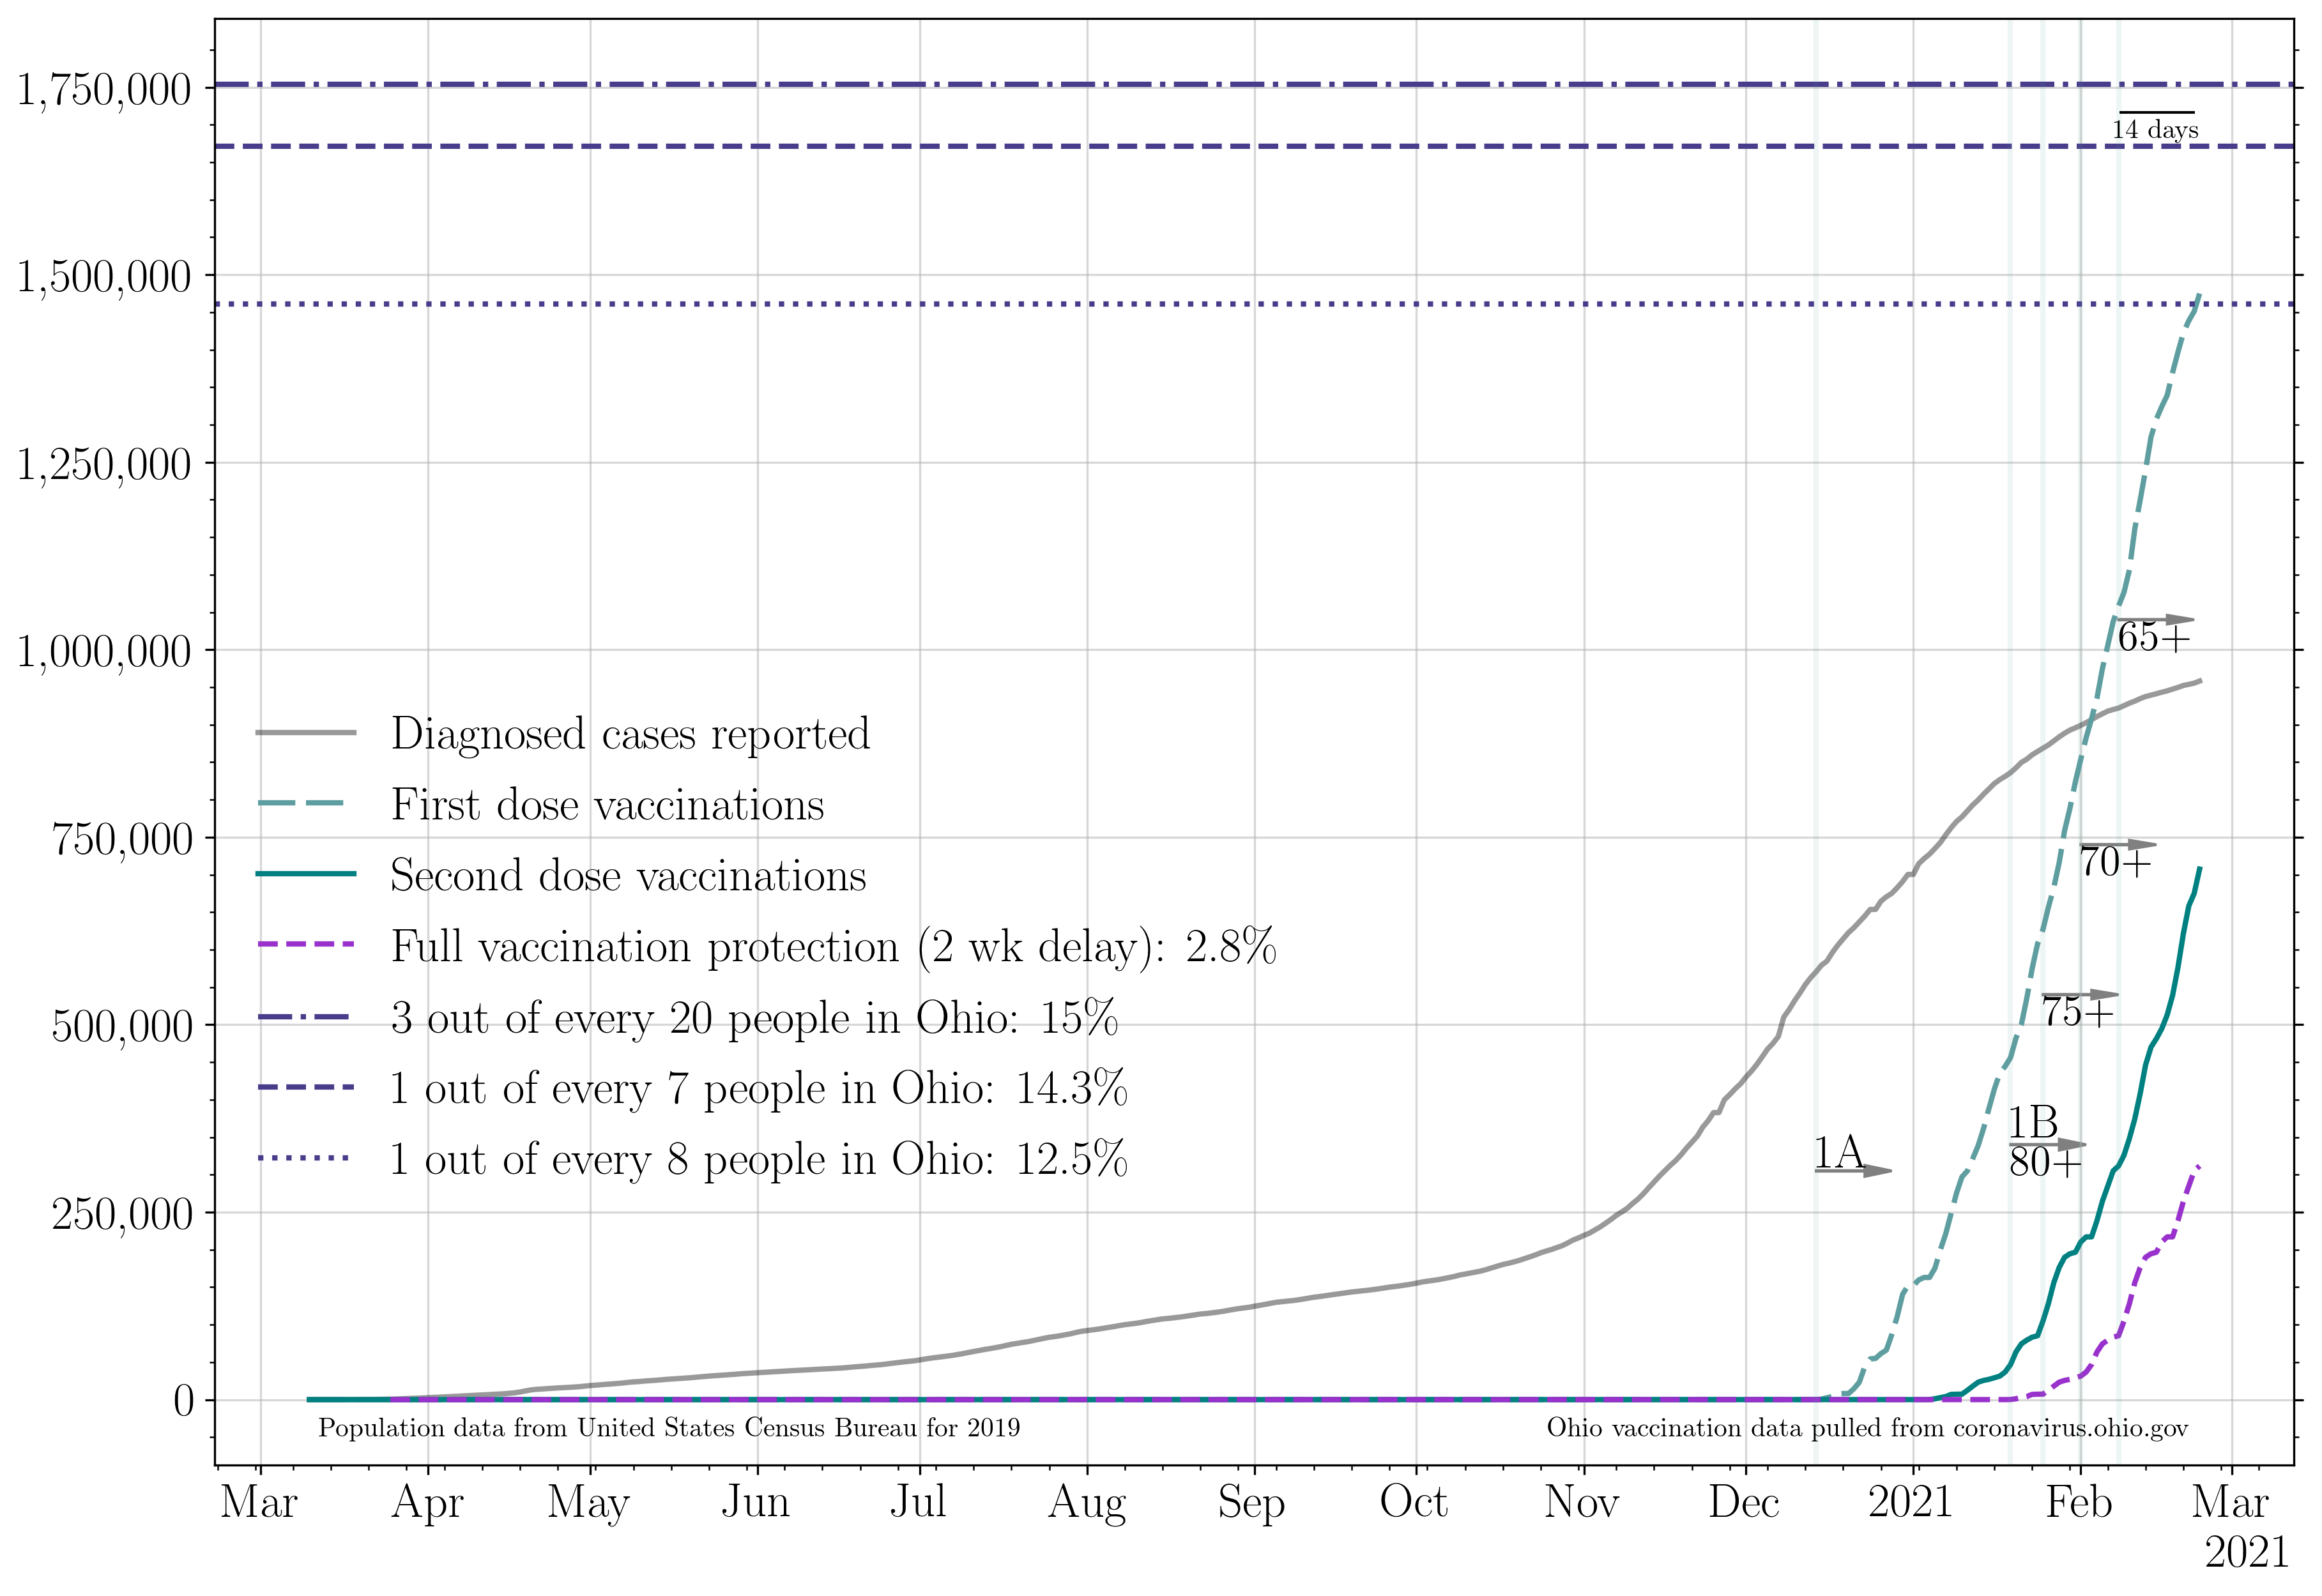 1,750,000
14 days
1,500,000
1,250,000
1,000,000
65+
Diagnosed cases reported
First dose vaccinations
750,000
70+
Second dose vaccinations
Full vaccination protection (2 wk delay): 2.8%
500,000
3 out of every 20 people in Ohio: 15%
75+
1 out of every 7 people in Ohio: 14.3%
1 out of every 8 people in Ohio: 12.5%
1A
1B
80+
250,000
0
Population data from United States Census Bureau for 2019
Ohio vaccination data pulled from coronavirus.ohio.gov
Mar Apr May Jun Jul Aug Sep Oct Nov Dec 2021 Feb Mar
2021